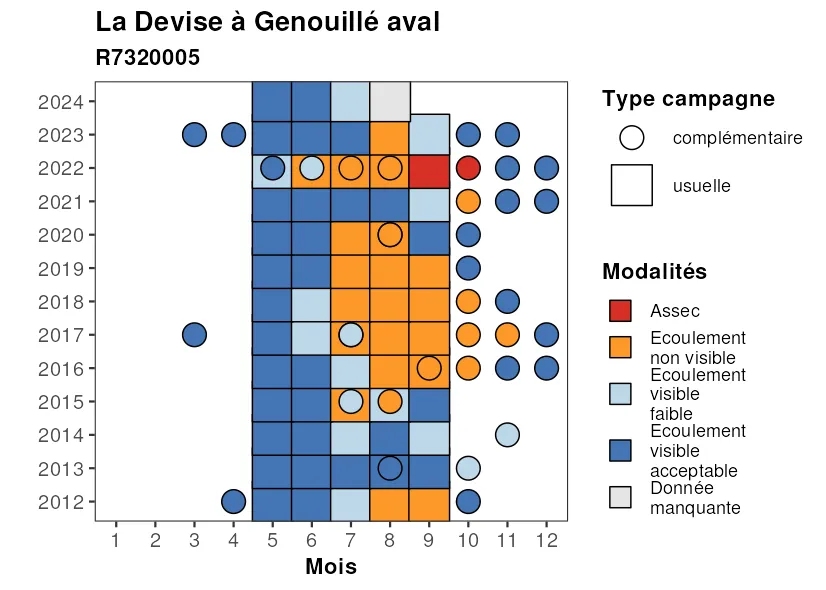 La Devise à Genouillé aval
R7320005
2024
2023
2022
2021
2020
2019
2018
2017
2016
2015
2014
2013
2012
1 2 3 4 5 6 7 8 9 10 11 12
Mois
Type campagne
complémentaire
usuelle
Modalités
Assec
Ecoulement
non visible
Ecoulement
visible
faible
Ecoulement
visible
acceptable
Donnée
manquante